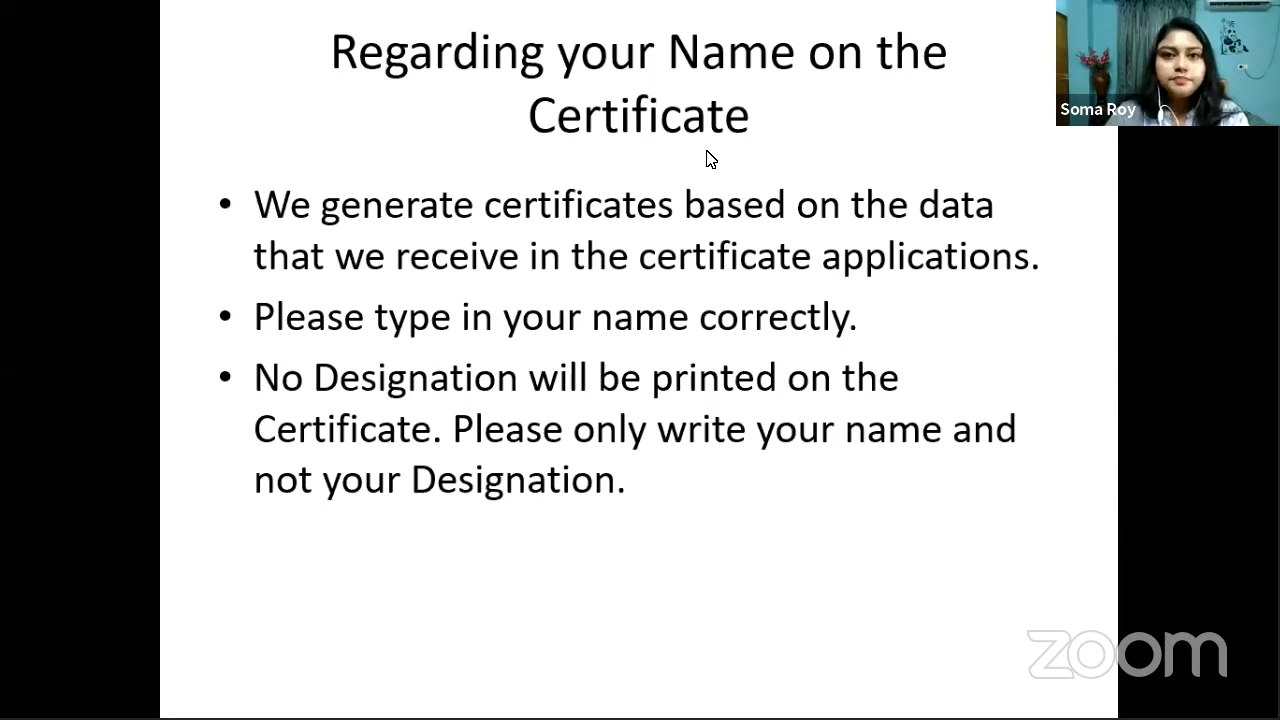 Regarding your Name on the
Certificate
Soma Roy
• We generate certificates based on the data
that we receive in the certificate applications.
• Please type in your name correctly.
• No Designation will be printed on the
Certificate. Please only write your name and
not your Designation.
zoom